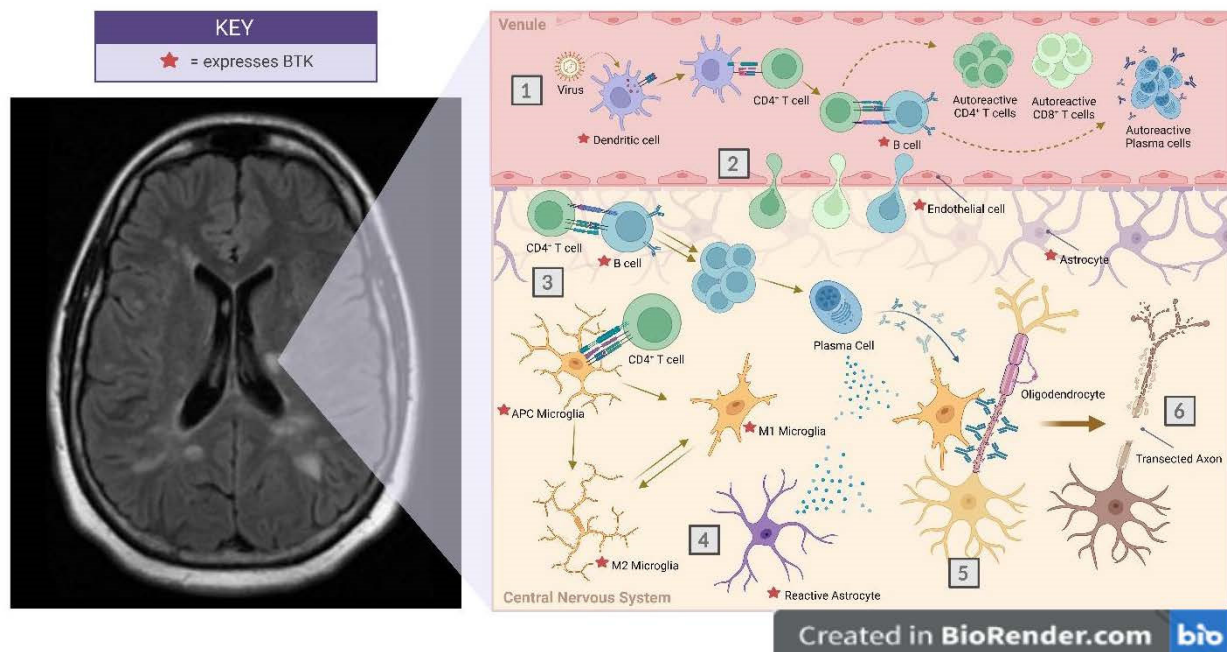 KEY
★ = expresses BTK
Venule
1
Virus
★ Dendritic cell
CD4⁺ T cell
★ B cell
Autoreactive
CD4⁺ T cells
Autoreactive
CD8⁺ T cells
Autoreactive
Plasma cells
2
★ Endothelial cell
★ Astrocyte
CD4⁺ T cell
★ B cell
3
CD4⁺ T cell
★ APC Microglia
Plasma Cell
★ M1 Microglia
★ M2 Microglia
4
★ Reactive Astrocyte
Oligodendrocyte
5
6
Transected Axon
Central Nervous System
Created in BioRender.com bio